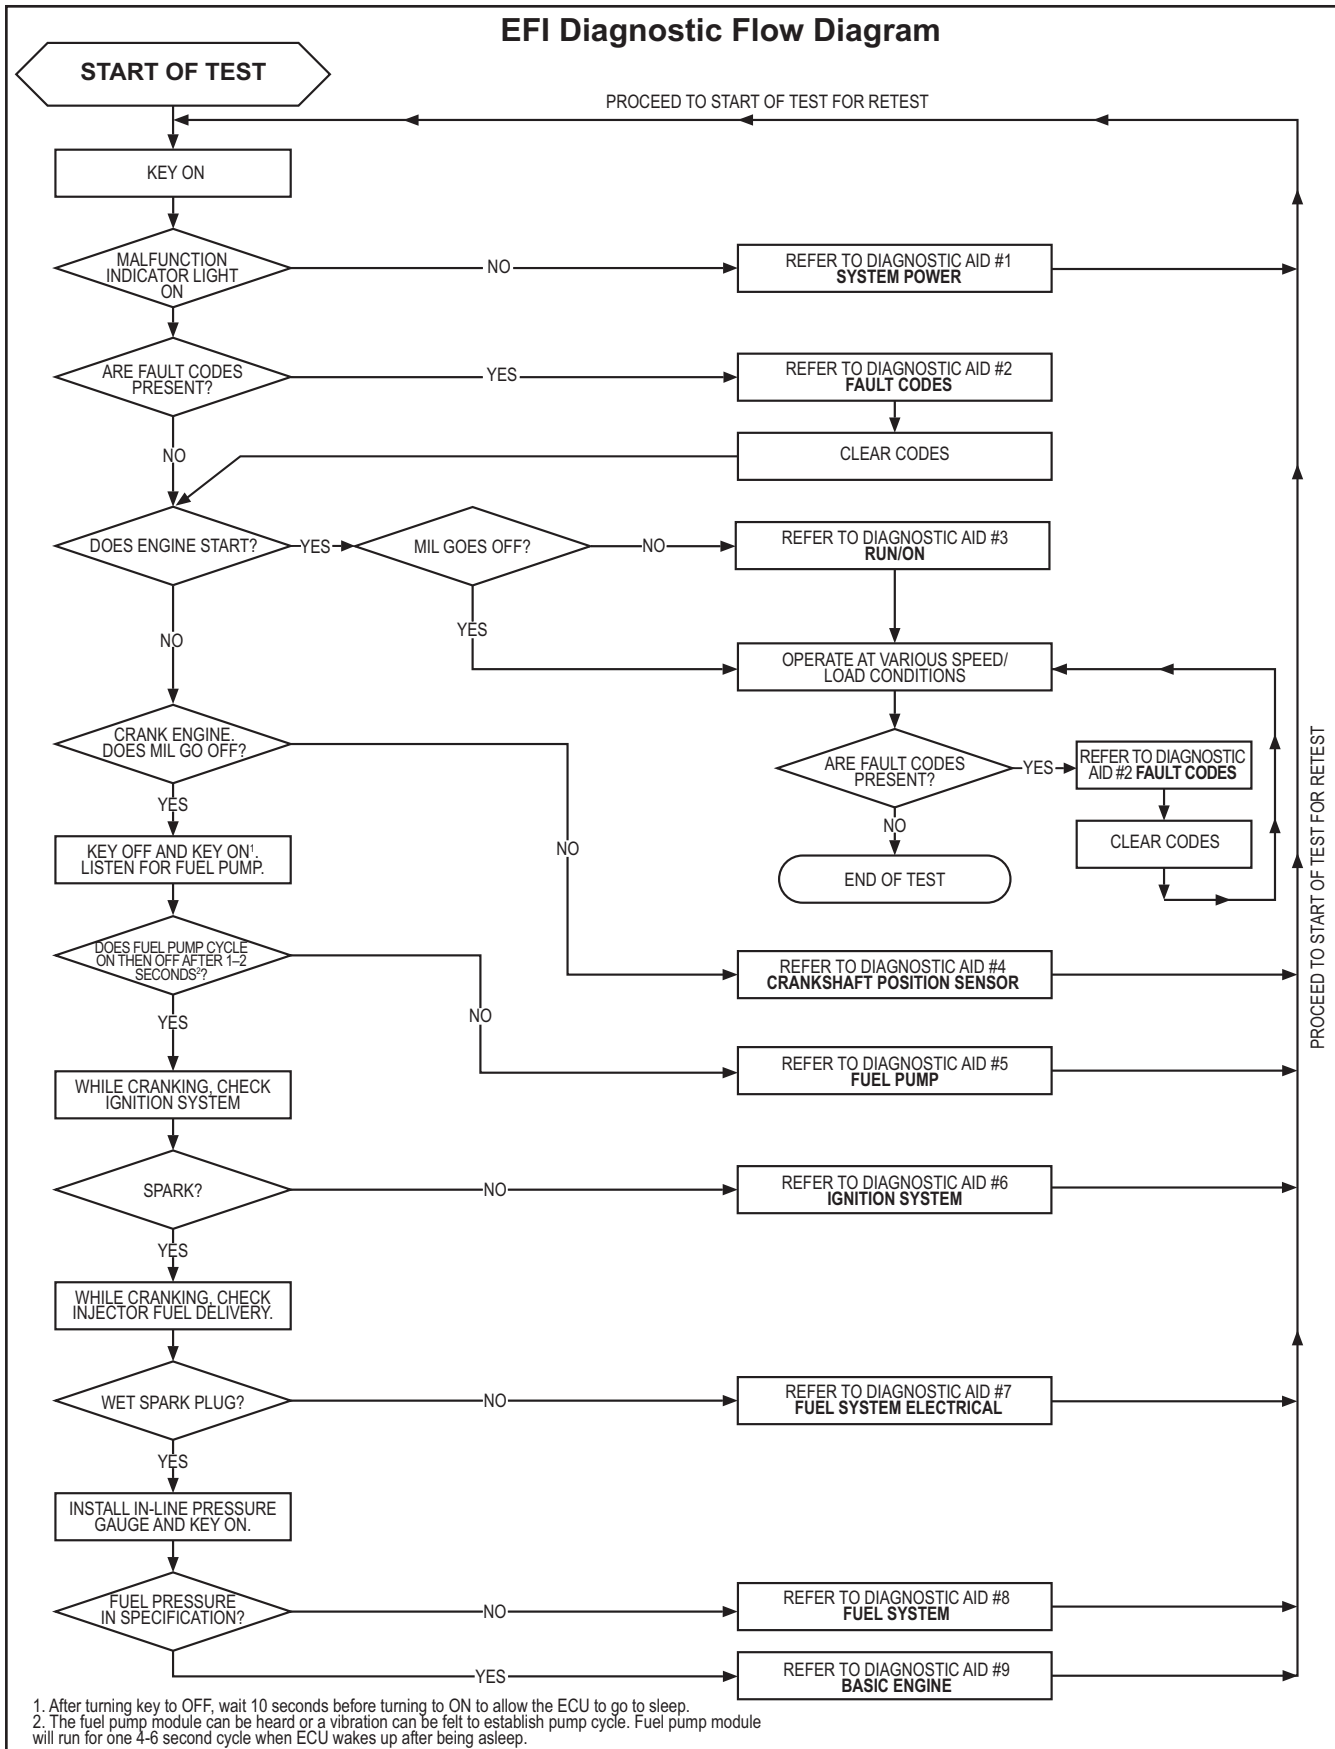 EFI Diagnostic Flow Diagram
START OF TEST
PROCEED TO START OF TEST FOR RETEST
KEY ON
MALFUNCTION
INDICATOR LIGHT
ON
NO
REFER TO DIAGNOSTIC AID #1
SYSTEM POWER
ARE FAULT CODES
PRESENT?
YES
REFER TO DIAGNOSTIC AID #2
FAULT CODES
NO
CLEAR CODES
DOES ENGINE START?
YES
MIL GOES OFF?
NO
REFER TO DIAGNOSTIC AID #3
RUN/ON
YES
NO
OPERATE AT VARIOUS SPEED/
LOAD CONDITIONS
CRANK ENGINE.
DOES MIL GO OFF?
ARE FAULT CODES
PRESENT?
YES
REFER TO DIAGNOSTIC
AID #2 FAULT CODES
YES
NO
CLEAR CODES
KEY OFF AND KEY ON¹.
LISTEN FOR FUEL PUMP.
NO
END OF TEST
PROCEED TO START OF TEST FOR RETEST
DOES FUEL PUMP CYCLE
ON THEN OFF AFTER 1–2
SECONDS²?
REFER TO DIAGNOSTIC AID #4
CRANKSHAFT POSITION SENSOR
YES
NO
REFER TO DIAGNOSTIC AID #5
FUEL PUMP
WHILE CRANKING, CHECK
IGNITION SYSTEM
SPARK?
NO
REFER TO DIAGNOSTIC AID #6
IGNITION SYSTEM
YES
WHILE CRANKING, CHECK
INJECTOR FUEL DELIVERY.
WET SPARK PLUG?
NO
REFER TO DIAGNOSTIC AID #7
FUEL SYSTEM ELECTRICAL
YES
INSTALL IN-LINE PRESSURE
GAUGE AND KEY ON.
FUEL PRESSURE
IN SPECIFICATION?
NO
REFER TO DIAGNOSTIC AID #8
FUEL SYSTEM
YES
REFER TO DIAGNOSTIC AID #9
BASIC ENGINE
1. After turning key to OFF, wait 10 seconds before turning to ON to allow the ECU to go to sleep.
2. The fuel pump module can be heard or a vibration can be felt to establish pump cycle. Fuel pump module
will run for one 4-6 second cycle when ECU wakes up after being asleep.